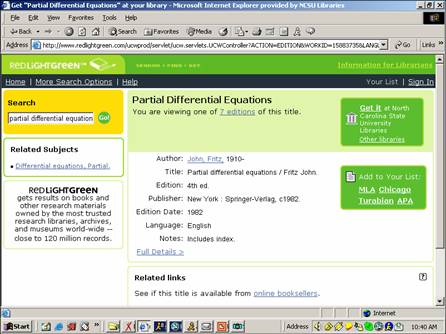 Get "Partial Differential Equations" at your library - Microsoft Internet Explorer provided by NCSU Libraries
File Edit View Favorites Tools Help
Back Search Favorites Media
Address http://www.redlightgreen.com/ucwprod/servlet/ucw.servlets.UCWController?ACTION=EDITION&WORKID=15883735&LANG Go Links
REDLIGHTGREEN SEARCH : FIND : GET Information for Librarians
Home | More Search Options | Help Your List | Sign In
Search
partial differential equation Go!
Related Subjects
Differential equations, Partial.
REDLIGHTGREEN
gets results on books and
other research materials
owned by the most trusted
research libraries, archives,
and museums world-wide --
close to 120 million records.
Partial Differential Equations
You are viewing one of 7 editions of this title.
Author: John, Fritz, 1910-
Title: Partial differential equations / Fritz John.
Edition: 4th ed.
Publisher: New York : Springer-Verlag, c1982.
Edition Date: 1982
Language: English
Notes: Includes index.
Full Details >
Get it at North
Carolina State
University
Libraries
Other libraries
Add to Your List:
MLA Chicago
Turabian APA
Related links
?
See if this title is available from online booksellers.
Internet
Start Address 10:40 AM